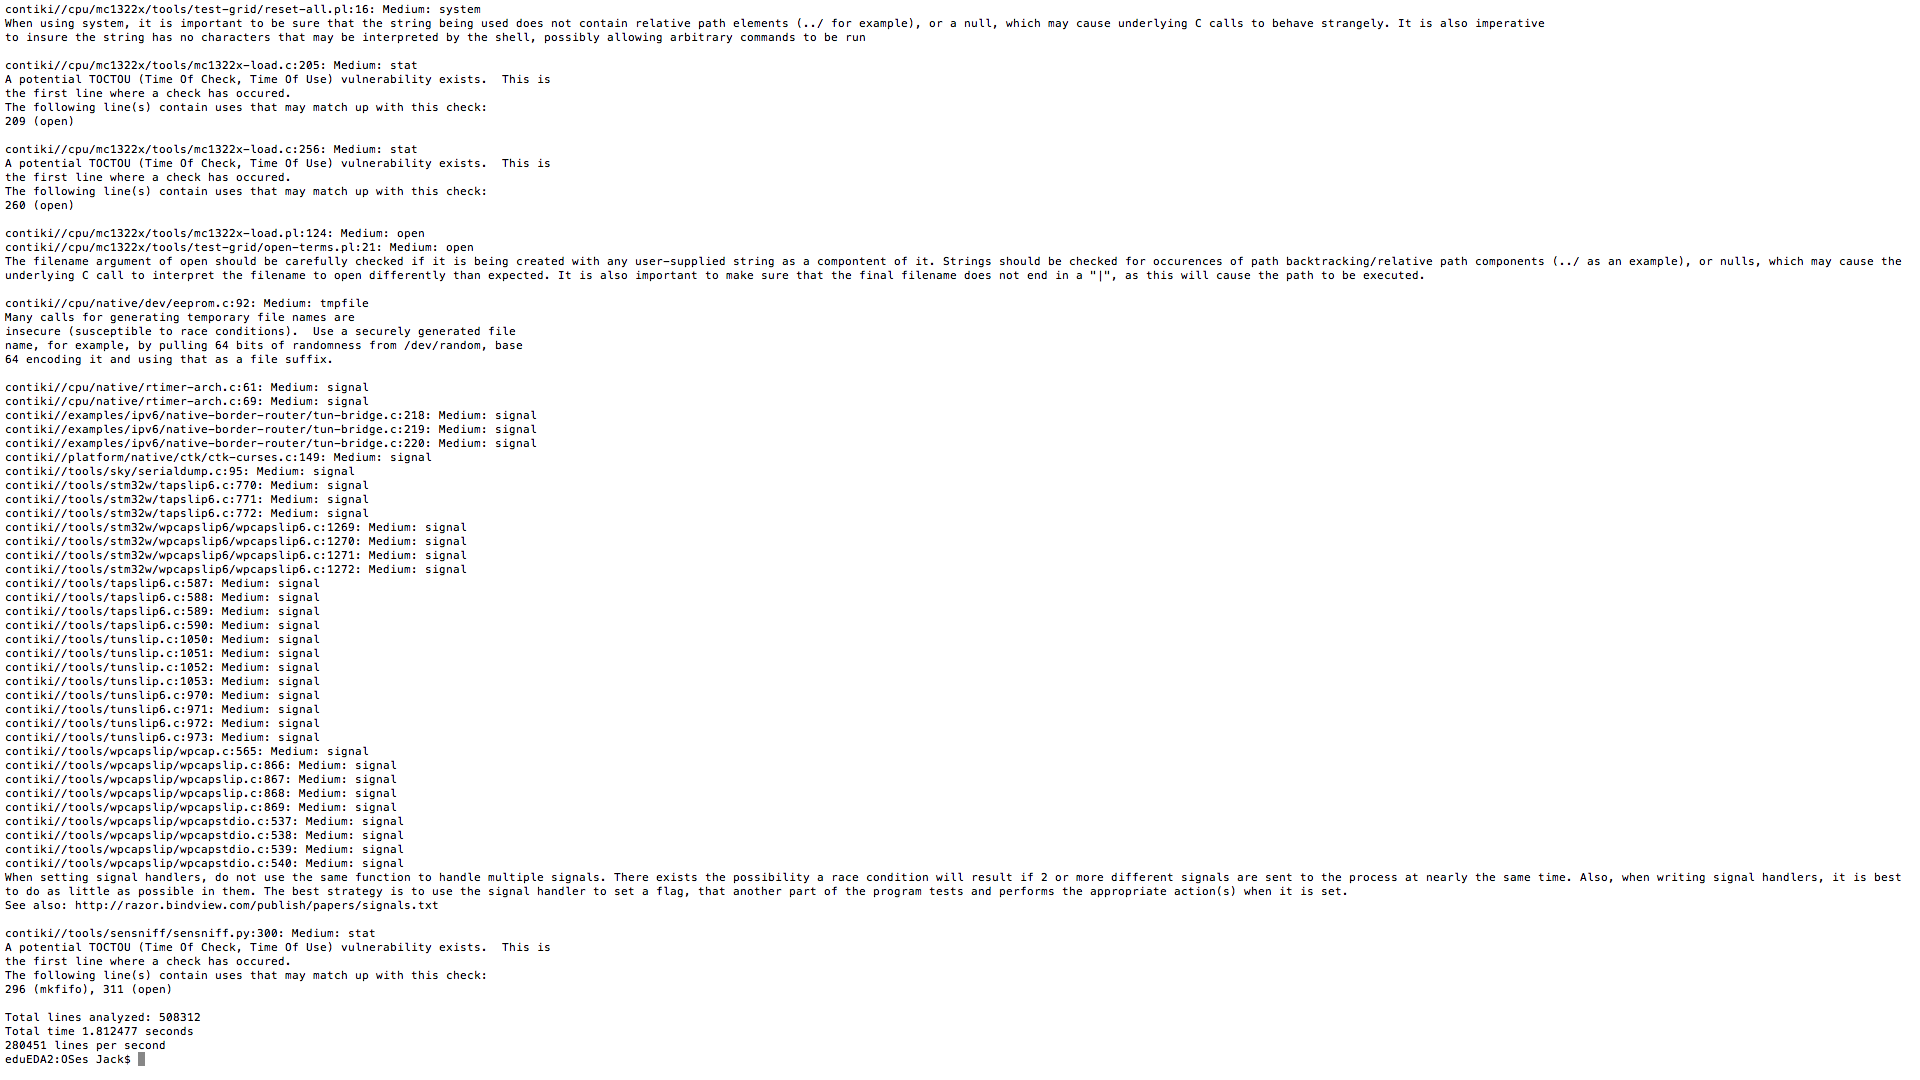 contiki//cpu/mc1322x/tools/test-grid/reset-all.pl:16: Medium: system
When using system, it is important to be sure that the string being used does not contain relative path elements (../ for example), or a null, which may cause underlying C calls to behave strangely. It is also imperative
to insure the string has no characters that may be interpreted by the shell, possibly allowing arbitrary commands to be run
contiki//cpu/mc1322x/tools/mc1322x-load.c:205: Medium: stat
A potential TOCTOU (Time Of Check, Time Of Use) vulnerability exists.  This is
the first line where a check has occured.
The following line(s) contain uses that may match up with this check:
209 (open)
contiki//cpu/mc1322x/tools/mc1322x-load.c:256: Medium: stat
A potential TOCTOU (Time Of Check, Time Of Use) vulnerability exists.  This is
the first line where a check has occured.
The following line(s) contain uses that may match up with this check:
260 (open)
contiki//cpu/mc1322x/tools/mc1322x-load.pl:124: Medium: open
contiki//cpu/mc1322x/tools/test-grid/open-terms.pl:21: Medium: open
The filename argument of open should be carefully checked if it is being created with any user-supplied string as a compontent of it. Strings should be checked for occurences of path backtracking/relative path components (../ as an example), or nulls, which may cause the
underlying C call to interpret the filename to open differently than expected. It is also important to make sure that the final filename does not end in a "|", as this will cause the path to be executed.
contiki//cpu/native/dev/eeprom.c:92: Medium: tmpfile
Many calls for generating temporary file names are
insecure (susceptible to race conditions).  Use a securely generated file
name, for example, by pulling 64 bits of randomness from /dev/random, base
64 encoding it and using that as a file suffix.
contiki//cpu/native/rtimer-arch.c:61: Medium: signal
contiki//cpu/native/rtimer-arch.c:69: Medium: signal
contiki//examples/ipv6/native-border-router/tun-bridge.c:218: Medium: signal
contiki//examples/ipv6/native-border-router/tun-bridge.c:219: Medium: signal
contiki//examples/ipv6/native-border-router/tun-bridge.c:220: Medium: signal
contiki//platform/native/ctk/ctk-curses.c:149: Medium: signal
contiki//tools/sky/serialdump.c:95: Medium: signal
contiki//tools/stm32w/tapslip6.c:770: Medium: signal
contiki//tools/stm32w/tapslip6.c:771: Medium: signal
contiki//tools/stm32w/tapslip6.c:772: Medium: signal
contiki//tools/stm32w/wpcapslip6/wpcapslip6.c:1269: Medium: signal
contiki//tools/stm32w/wpcapslip6/wpcapslip6.c:1270: Medium: signal
contiki//tools/stm32w/wpcapslip6/wpcapslip6.c:1271: Medium: signal
contiki//tools/stm32w/wpcapslip6/wpcapslip6.c:1272: Medium: signal
contiki//tools/tapslip6.c:587: Medium: signal
contiki//tools/tapslip6.c:588: Medium: signal
contiki//tools/tapslip6.c:589: Medium: signal
contiki//tools/tapslip6.c:590: Medium: signal
contiki//tools/tunslip.c:1050: Medium: signal
contiki//tools/tunslip.c:1051: Medium: signal
contiki//tools/tunslip.c:1052: Medium: signal
contiki//tools/tunslip.c:1053: Medium: signal
contiki//tools/tunslip6.c:970: Medium: signal
contiki//tools/tunslip6.c:971: Medium: signal
contiki//tools/tunslip6.c:972: Medium: signal
contiki//tools/tunslip6.c:973: Medium: signal
contiki//tools/wpcapslip/wpcap.c:565: Medium: signal
contiki//tools/wpcapslip/wpcapslip.c:866: Medium: signal
contiki//tools/wpcapslip/wpcapslip.c:867: Medium: signal
contiki//tools/wpcapslip/wpcapslip.c:868: Medium: signal
contiki//tools/wpcapslip/wpcapslip.c:869: Medium: signal
contiki//tools/wpcapslip/wpcapstdio.c:537: Medium: signal
contiki//tools/wpcapslip/wpcapstdio.c:538: Medium: signal
contiki//tools/wpcapslip/wpcapstdio.c:539: Medium: signal
contiki//tools/wpcapslip/wpcapstdio.c:540: Medium: signal
When setting signal handlers, do not use the same function to handle multiple signals. There exists the possibility a race condition will result if 2 or more different signals are sent to the process at nearly the same time. Also, when writing signal handlers, it is best
to do as little as possible in them. The best strategy is to use the signal handler to set a flag, that another part of the program tests and performs the appropriate action(s) when it is set.
See also: http://razor.bindview.com/publish/papers/signals.txt
contiki//tools/sensniff/sensniff.py:300: Medium: stat
A potential TOCTOU (Time Of Check, Time Of Use) vulnerability exists.  This is
the first line where a check has occured.
The following line(s) contain uses that may match up with this check:
296 (mkfifo), 311 (open)
Total lines analyzed: 508312
Total time 1.812477 seconds
280451 lines per second
eduEDA2:OSes Jack$